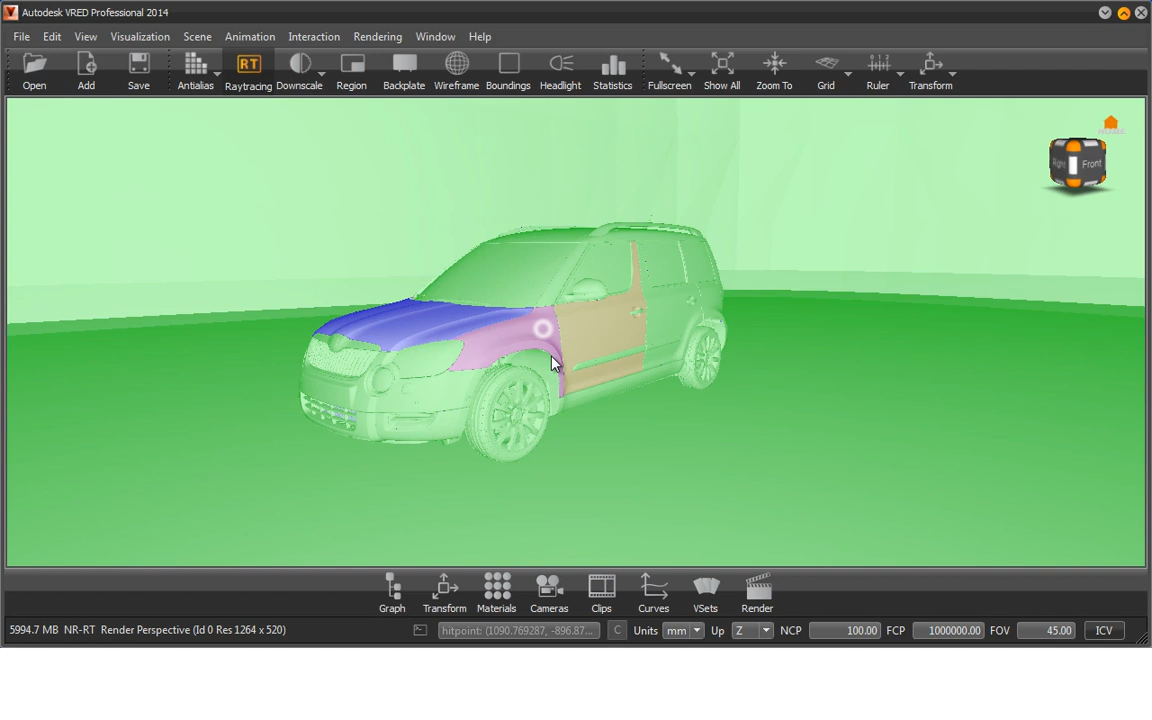 Autodesk VRED Professional 2014
File Edit View Visualization Scene Animation Interaction Rendering Window Help
Open Add Save Antialias RT Raytracing Downscale Region Backplate Wireframe Boundings Headlight Statistics Fullscreen Show All Zoom To Grid Ruler Transform
Right Front
Graph Transform Materials Cameras Clips Curves VSets Render
5994.7 MB NR-RT Render Perspective (Id 0 Res 1264 x 520) hitpoint: (1090.769287, -896.87... C Units mm Up Z NCP 100.00 FCP 1000000.00 FOV 45.00 ICV